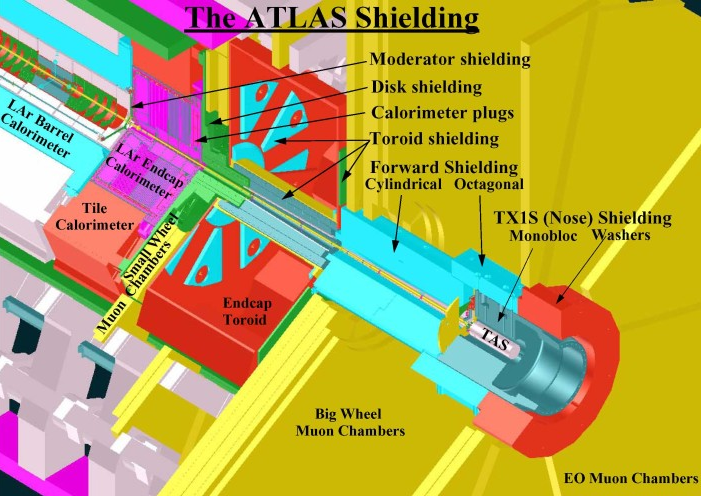 The ATLAS Shielding
Moderator shielding
Disk shielding
Calorimeter plugs
Toroid shielding
Forward Shielding
Cylindrical Octagonal
TX1S (Nose) Shielding
Monobloc Washers
LAr Barrel
Calorimeter
LAr Endcap
Calorimeter
Tile
Calorimeter
Small Wheel
Muon Chambers
Endcap
Toroid
TAS
Big Wheel
Muon Chambers
EO Muon Chambers